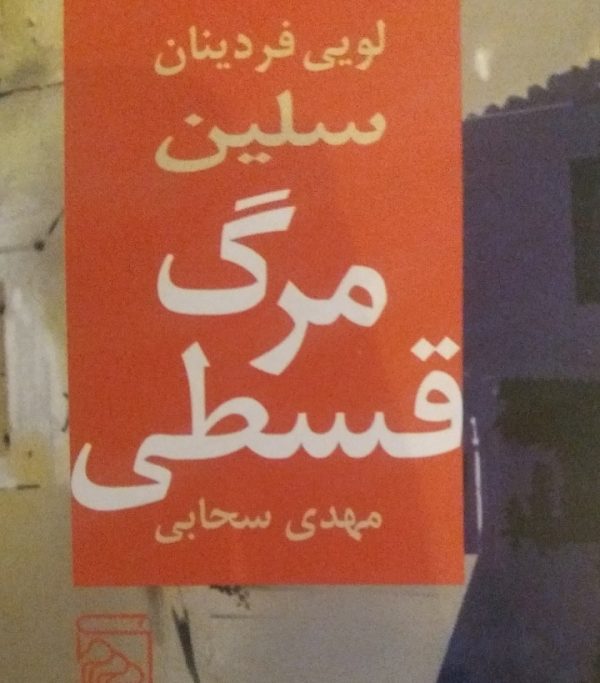 لویی فردینان
سلین
مرگ
قسطی
مهدی سحابی